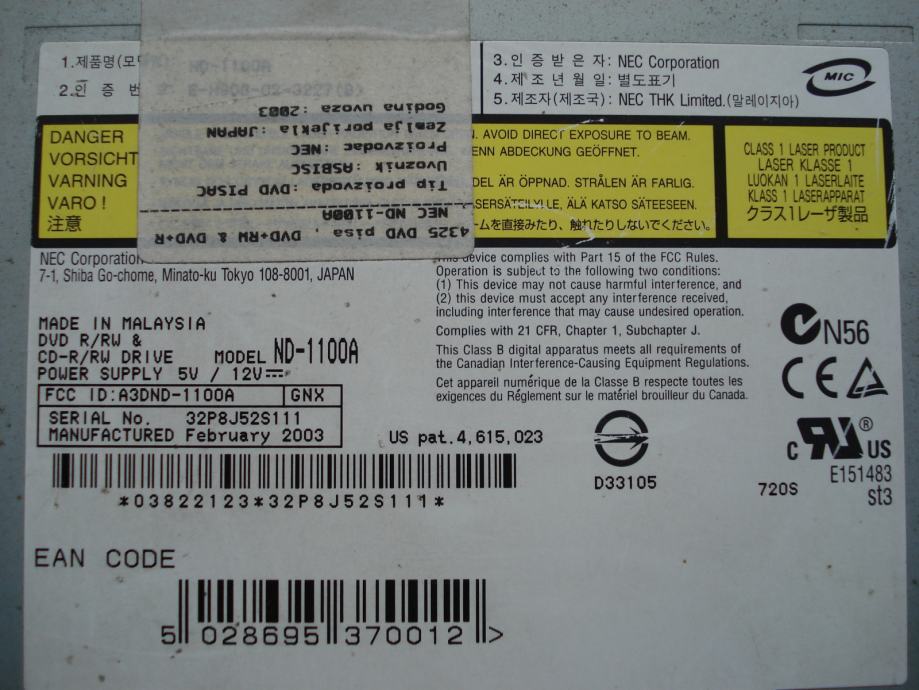 1.제품명(모
2.인 증 번
ND-1100A
3. 인 증 받 은 자: NEC Corporation
4. 제 조 년 월 일: 별도표기
5. 제조자(제조국): NEC THK Limited.(말레이지아)
MIC
4325 DVD pisa, DVD+RW & DVD+R
NEC ND-1100A
Tip proizvoda : DVD PISAC
Uvoznik : ASBISC
Proizvodac : NEC
Zemlja porijekla : JAPAN
Godina uvoza : 2003
DANGER
VORSICHT
VARNING
VARO !
注意
. AVOID DIRECT EXPOSURE TO BEAM.
ENN ABDECKUNG GEÖFFNET.
DEL ÄR ÖPPNAD. STRÅLEN ÄR FARLIG.
ÄLÄ KATSO SÄTEESEEN.
ームを直接みたり、触れたりしないでください。
CLASS 1 LASER PRODUCT
LASER KLASSE 1
LUOKAN 1 LASERLAITE
KLASS 1 LASERAPPARAT
クラス1レーザ製品
NEC Corporation
7-1, Shiba Go-chome, Minato-ku Tokyo 108-8001, JAPAN
This device complies with Part 15 of the FCC Rules.
Operation is subject to the following two conditions:
(1) This device may not cause harmful interference, and
(2) this device must accept any interference received,
including interference that may cause undesired operation.
Complies with 21 CFR, Chapter 1, Subchapter J.
This Class B digital apparatus meets all requirements of
the Canadian Interference-Causing Equipment Regulations.
Cet appareil numérique de la Classe B respecte toutes les
exigences du Réglement sur le matériel brouilleur du Canada.
MADE IN MALAYSIA
DVD R/RW &
CD-R/RW DRIVE MODEL ND-1100A
POWER SUPPLY 5V / 12V
FCC ID:A3DND-1100A GNX
SERIAL No. 32P8J52S111
MANUFACTURED February 2003
US pat.4,615,023
*03822123*32P8J52S111*
N56
CE
D33105
720S
c RU ® US
E151483
st3
EAN CODE
5 028695 370012 >